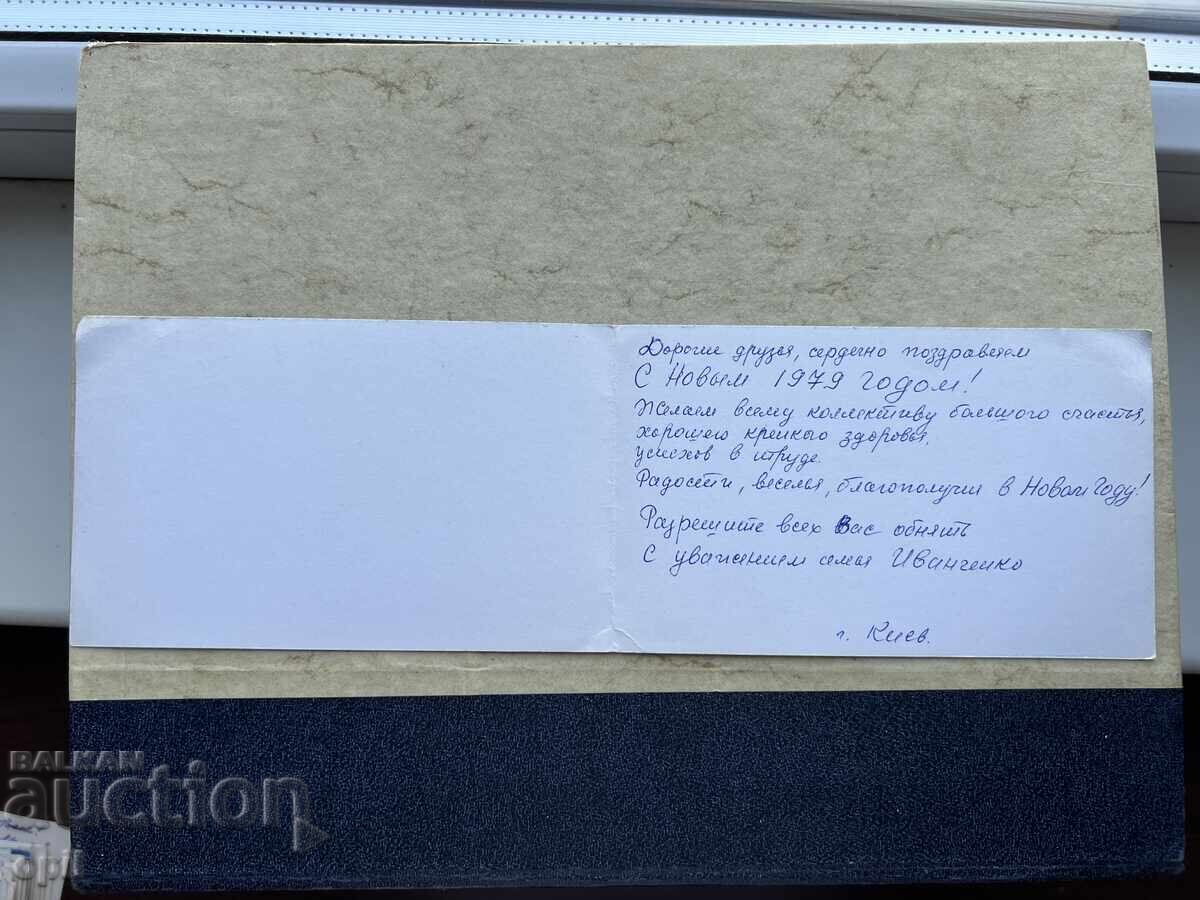 Дорогие друзья, сердечно поздравляем
С Новым 1979 годом!
Желаем всему коллективу большого счастья,
хорошего крепкого здоровья,
успехов в труде.
Радости, веселья, благополучия в Новом Году!
Разрешите всех Вас обнять
С уважением семья Иванченко
г. Киев.
BALKAN
auction
opil